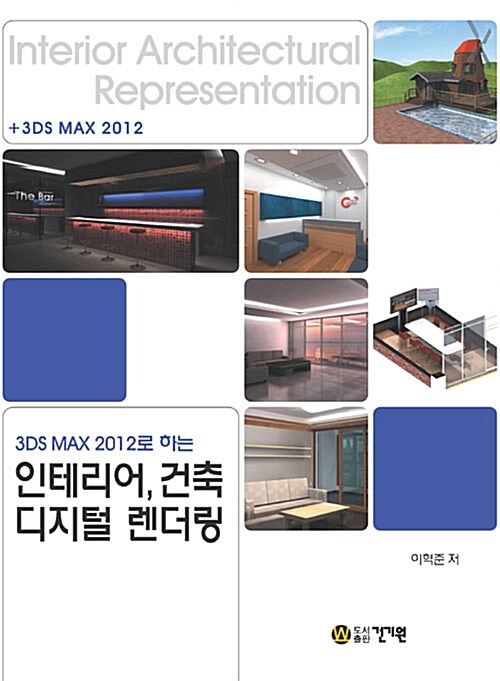 Interior Architectural
Representation
+3DS MAX 2012
The Bar
3DS MAX 2012로 하는
인테리어, 건축
디지털 렌더링
이혁준 저
W 도서
출판 건기원